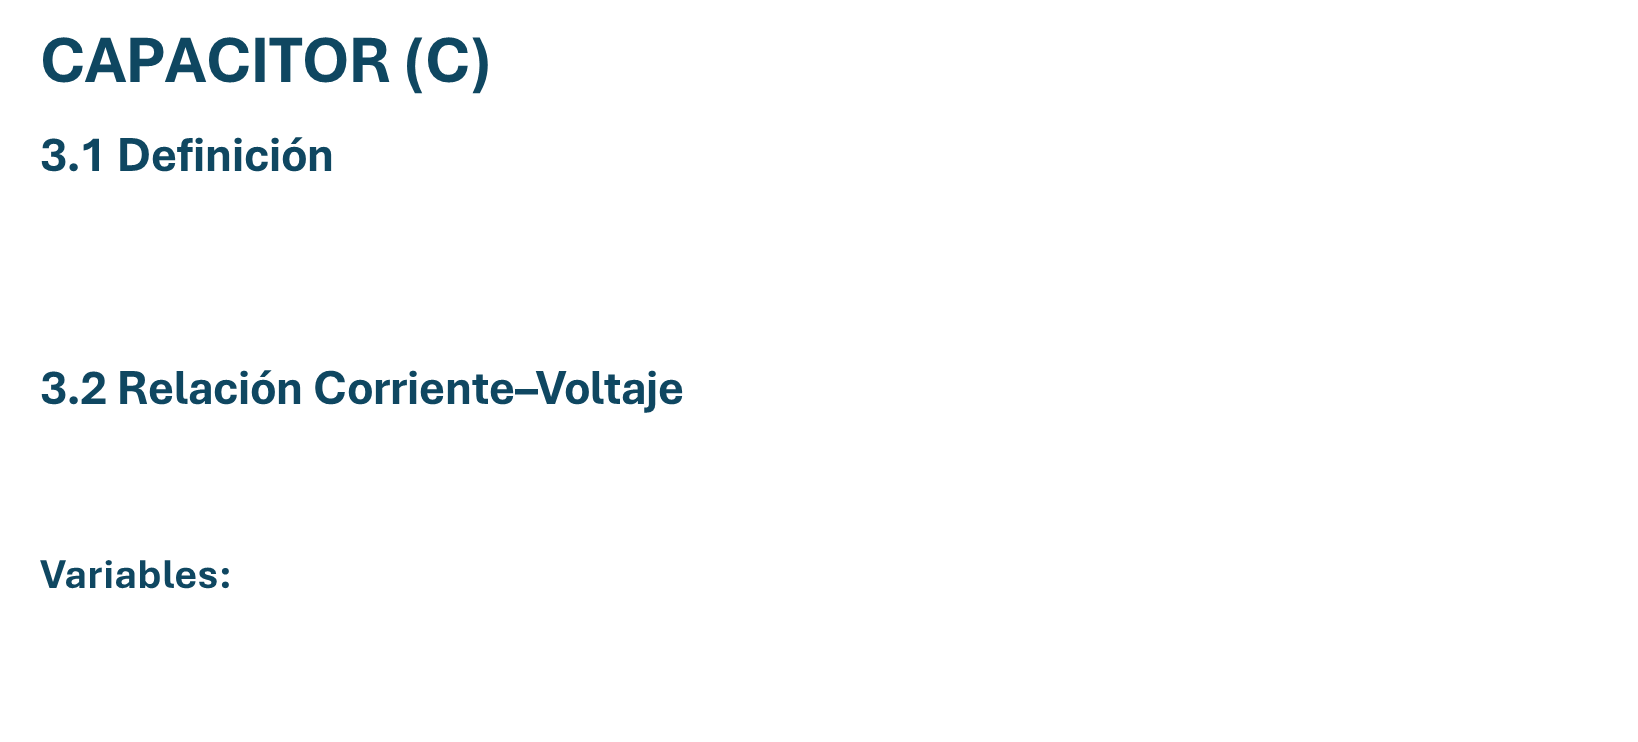 CAPACITOR (C)
3.1 Definición
3.2 Relación Corriente–Voltaje
Variables: